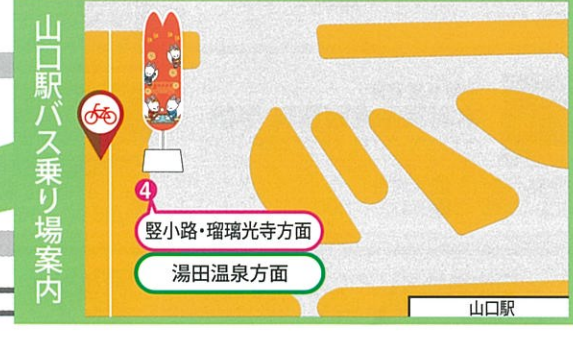 山口駅バス乗り場案内
4
竪小路・瑠璃光寺方面
湯田温泉方面
山口駅